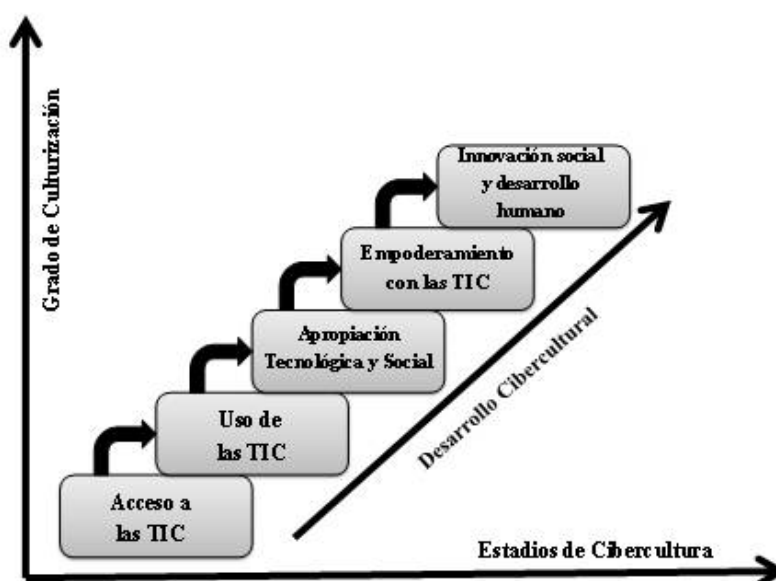 Grado de Culturización
Innovación social
y desarrollo
humano
Empoderamiento
con las TIC
Apropiación
Tecnológica y Social
Uso de
las TIC
Acceso a
las TIC
Desarrollo Cibercultural
Estadios de Cibercultura